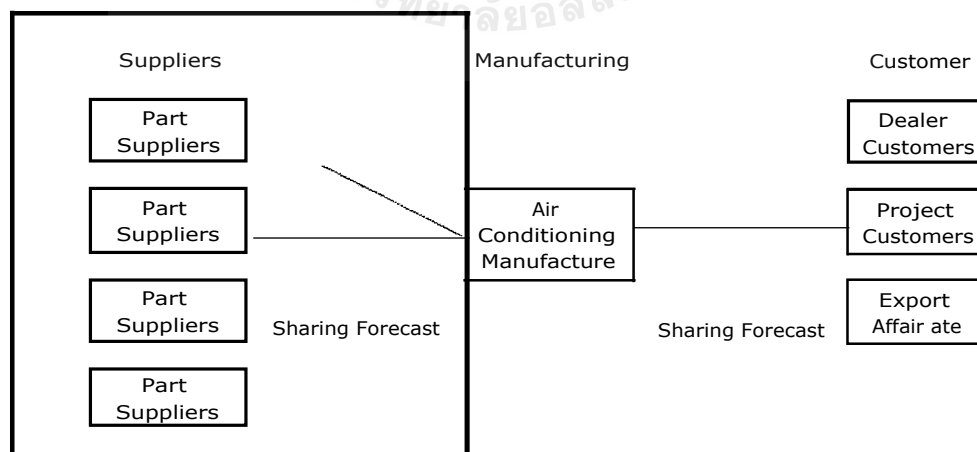 Suppliers
Manufacturing
Customer
Part
Suppliers
Part
Suppliers
Part
Suppliers
Part
Suppliers
Sharing Forecast
Air
Conditioning
Manufacture
Sharing Forecast
Dealer
Customers
Project
Customers
Export
Affair ate